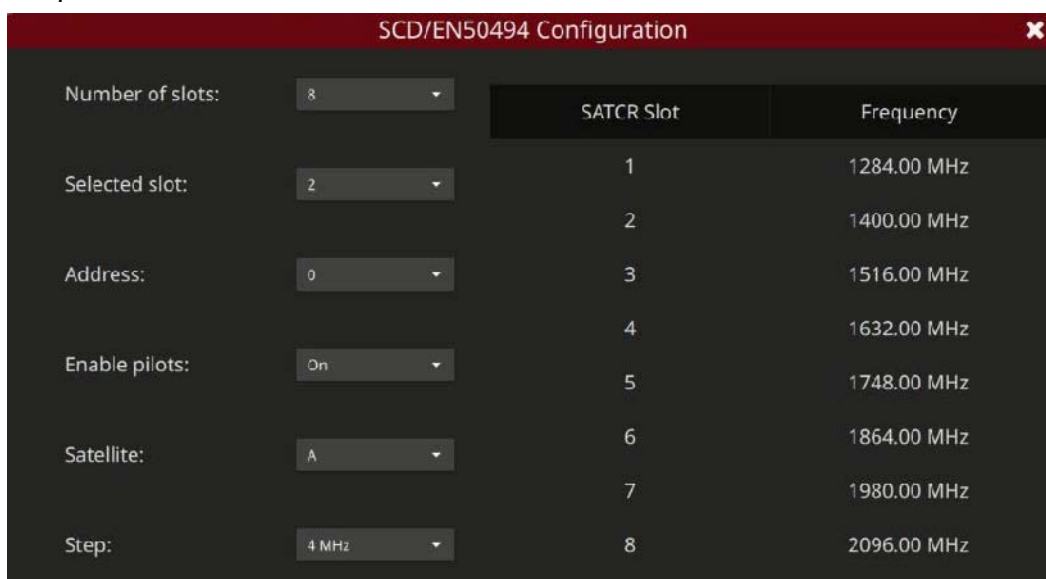 SCD/EN50494 Configuration
Number of slots: 8
Selected slot: 2
Address: 0
Enable pilots: On
Satellite: A
Step: 4 MHz
SATCR Slot Frequency
1 1284.00 MHz
2 1400.00 MHz
3 1516.00 MHz
4 1632.00 MHz
5 1748.00 MHz
6 1864.00 MHz
7 1980.00 MHz
8 2096.00 MHz